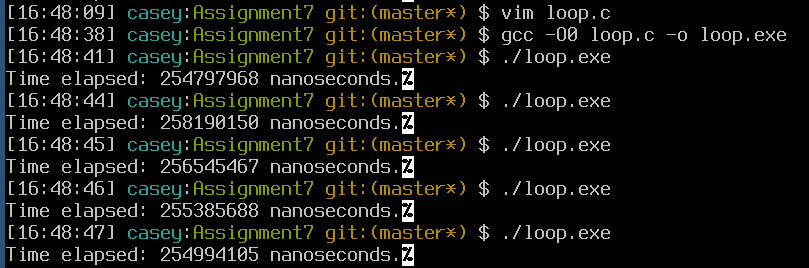 [16:48:09] casey:Assignment7 git:(master*) $ vim loop.c
[16:48:38] casey:Assignment7 git:(master*) $ gcc -O0 loop.c -o loop.exe
[16:48:41] casey:Assignment7 git:(master*) $ ./loop.exe
Time elapsed: 254797968 nanoseconds.%
[16:48:44] casey:Assignment7 git:(master*) $ ./loop.exe
Time elapsed: 258190150 nanoseconds.%
[16:48:45] casey:Assignment7 git:(master*) $ ./loop.exe
Time elapsed: 256545467 nanoseconds.%
[16:48:46] casey:Assignment7 git:(master*) $ ./loop.exe
Time elapsed: 255385688 nanoseconds.%
[16:48:47] casey:Assignment7 git:(master*) $ ./loop.exe
Time elapsed: 254994105 nanoseconds.%